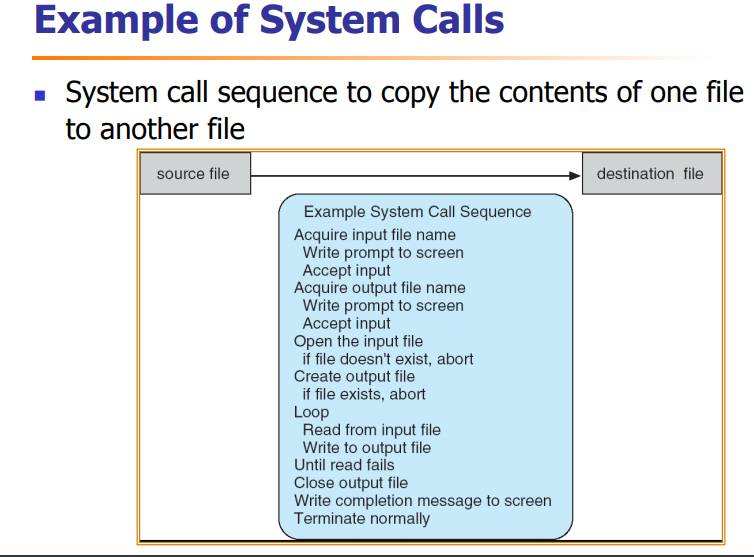 Example of System Calls
System call sequence to copy the contents of one file
to another file
source file
destination file
Example System Call Sequence
Acquire input file name
Write prompt to screen
Accept input
Acquire output file name
Write prompt to screen
Accept input
Open the input file
if file doesn't exist, abort
Create output file
if file exists, abort
Loop
Read from input file
Write to output file
Until read fails
Close output file
Write completion message to screen
Terminate normally